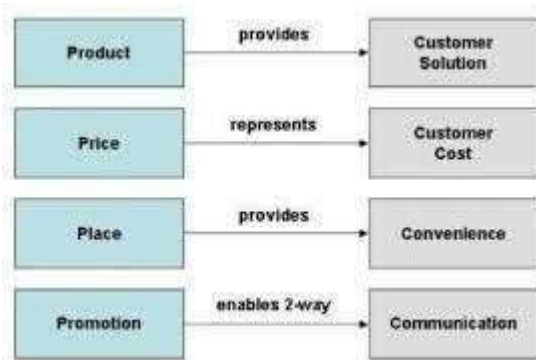 Product
provides
Customer
Solution
Price
represents
Customer
Cost
Place
provides
Convenience
Promotion
enables 2-way
Communication